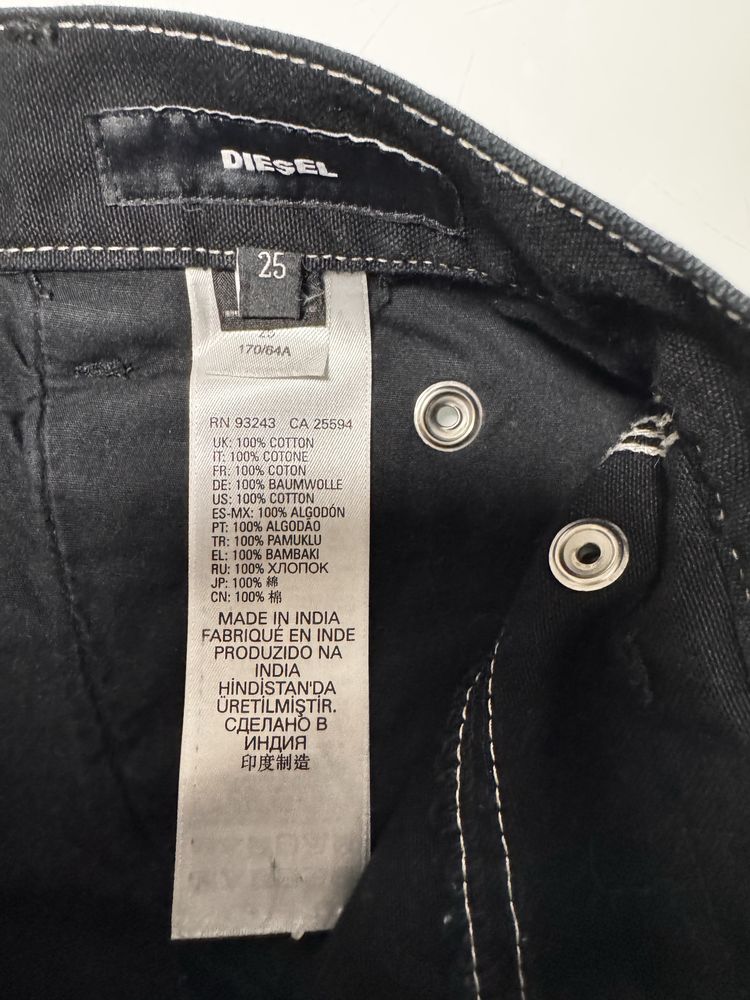 DIESEL
25
25
170/64A
RN 93243 CA 25594
UK: 100% COTTON
IT: 100% COTONE
FR: 100% COTON
DE: 100% BAUMWOLLE
US: 100% COTTON
ES-MX: 100% ALGODÓN
PT: 100% ALGODÃO
TR: 100% PAMUKLU
EL: 100% BAMBAKI
RU: 100% ХЛОПОК
JP: 100% 綿
CN: 100% 棉
MADE IN INDIA
FABRIQUÉ EN INDE
PRODUZIDO NA
INDIA
HİNDİSTAN'DA
ÜRETİLMİŞTİR.
СДЕЛАНО В
ИНДИЯ
印度制造